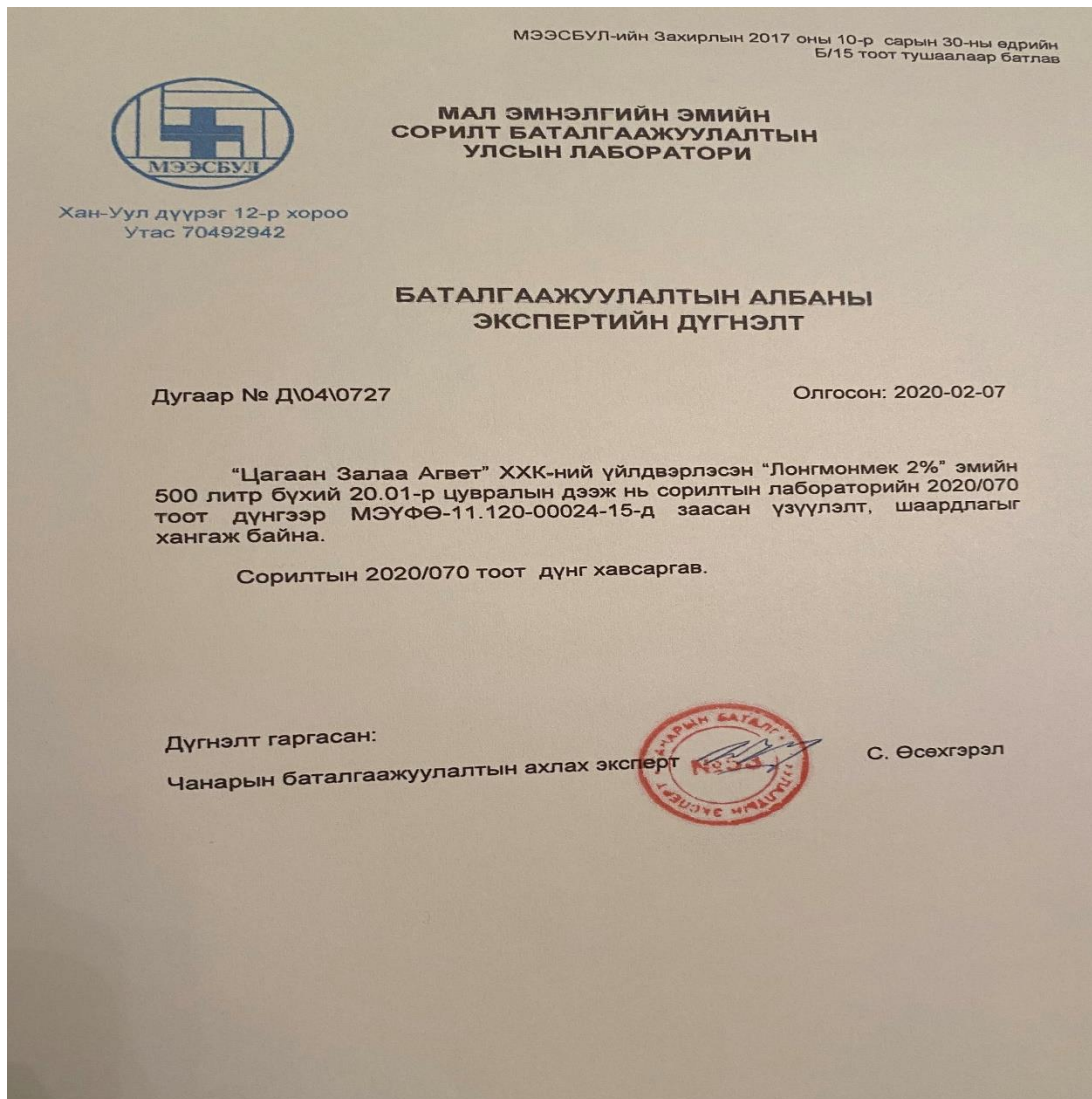 МЭЭСБУЛ-ийн Захирлын 2017 оны 10-р сарын 30-ны өдрийн
Б/15 тоот тушаалаар батлав
МЭЭСБУЛ
Хан-Уул дүүрэг 12-р хороо
Утас 70492942
МАЛ ЭМНЭЛГИЙН ЭМИЙН
СОРИЛТ БАТАЛГААЖУУЛАЛТЫН
УЛСЫН ЛАБОРАТОРИ
БАТАЛГААЖУУЛАЛТЫН АЛБАНЫ
ЭКСПЕРТИЙН ДҮГНЭЛТ
Дугаар № Д\04\0727 Олгосон: 2020-02-07
“Цагаан Залаа Агвет” ХХК-ний үйлдвэрлэсэн “Лонгмонмек 2%” эмийн
500 литр бүхий 20.01-р цувралын дээж нь сорилтын лабораторийн 2020/070
тоот дүнгээр МЭҮФӨ-11.120-00024-15-д заасан үзүүлэлт, шаардлагыг
хангаж байна.
Сорилтын 2020/070 тоот дүнг хавсаргав.
Дүгнэлт гаргасан:
Чанарын баталгаажуулалтын ахлах эксперт С. Өсөхгэрэл
№53